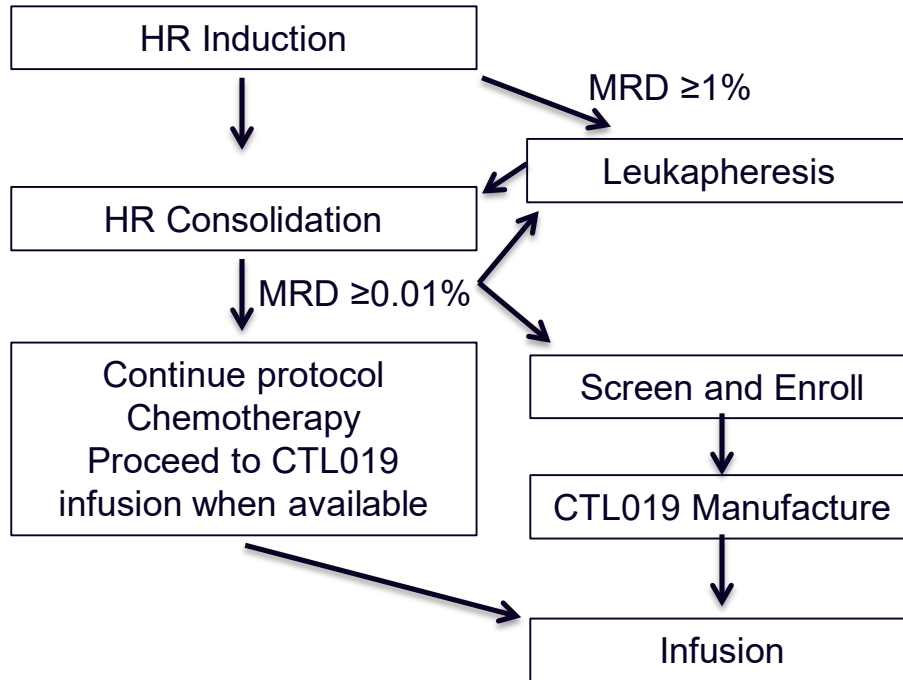 HR Induction
MRD ≥1%
Leukapheresis
HR Consolidation
MRD ≥0.01%
Continue protocol
Chemotherapy
Proceed to CTL019
infusion when available
Screen and Enroll
CTL019 Manufacture
Infusion